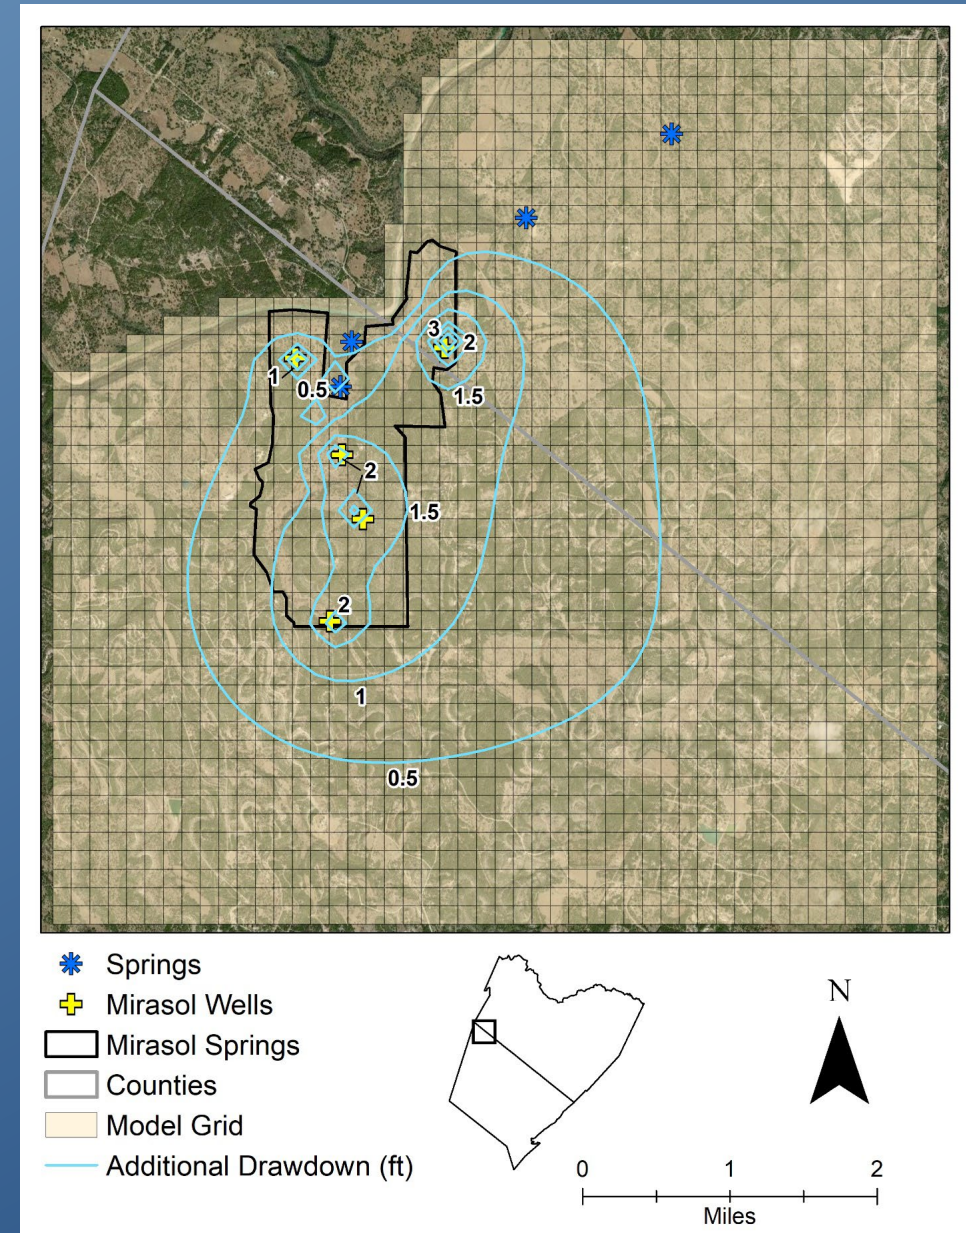 3
2
1
0.5
1.5
2
1.5
2
1
0.5
Springs
Mirasol Wells
Mirasol Springs
Counties
Model Grid
Additional Drawdown (ft)
N
0 1 2
Miles